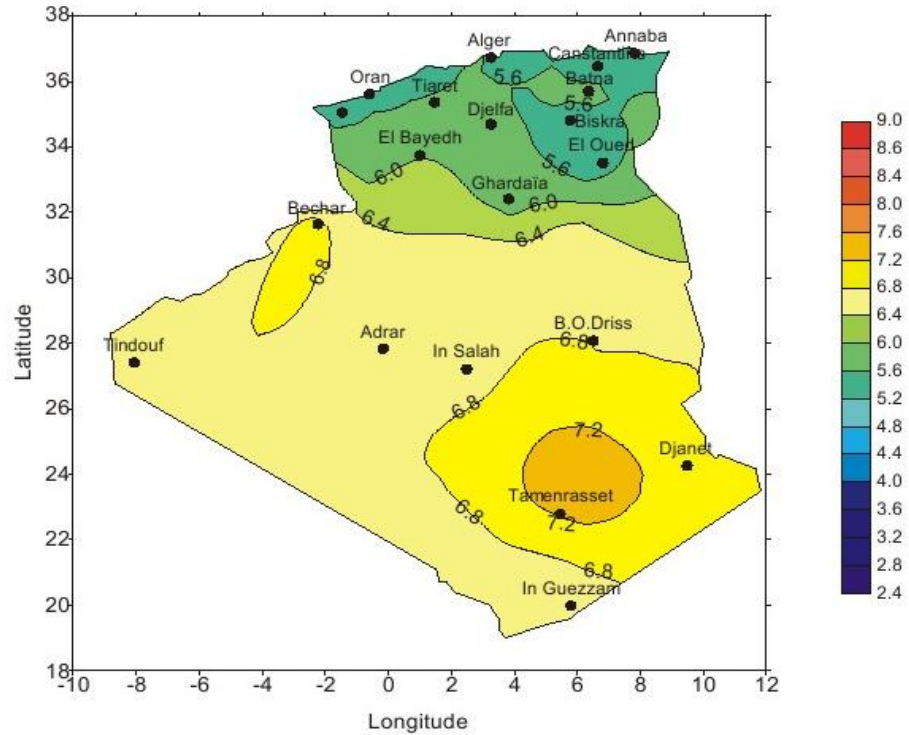 38
36
34
32
30
28
26
24
22
20
18
Latitude
-10 -8 -6 -4 -2 0 2 4 6 8 10 12
Longitude
Annaba
Alger
Canstantine
Oran
5.6
Batna
Tiaret
5.6
Djelfa
Biskra
El Bayedh
El Oued
5.6
6.0
Ghardaïa
6.0
Bechar
6.4
6.4
6.8
B.O.Driss
Adrar
6.8
Tindouf
In Salah
6.8
7.2
Djanet
Tamenrasset
6.8
7.2
6.8
In Guezzam
9.0
8.6
8.4
8.0
7.6
7.2
6.8
6.4
6.0
5.6
5.2
4.8
4.4
4.0
3.6
3.2
2.8
2.4